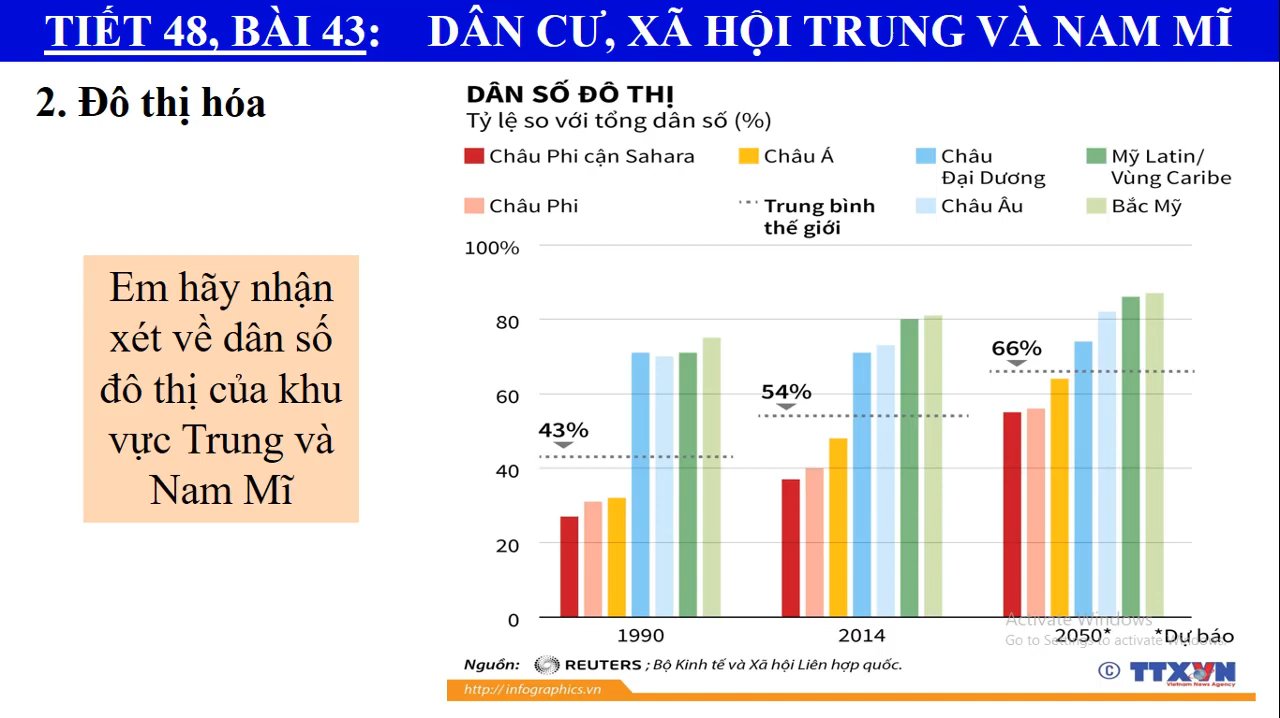 TIẾT 48, BÀI 43: DÂN CƯ, XÃ HỘI TRUNG VÀ NAM MĨ
2. Đô thị hóa
Em hãy nhận
xét về dân số
đô thị của khu
vực Trung và
Nam Mĩ
DÂN SỐ ĐÔ THỊ
Tỷ lệ so với tổng dân số (%)
Châu Phi cận Sahara
Châu Á
Châu
Đại Dương
Mỹ Latin/
Vùng Caribe
Châu Phi
Trung bình
thế giới
Châu Âu
Bắc Mỹ
100%
80
60
40
20
0
43%
54%
66%
1990
2014
2050*
*Dự báo
Activate Windows
Go to Settings to activate Windows.
Nguồn: REUTERS ; Bộ Kinh tế và Xã hội Liên hợp quốc.
© TTXVN
Vietnam News Agency
http://infographics.vn